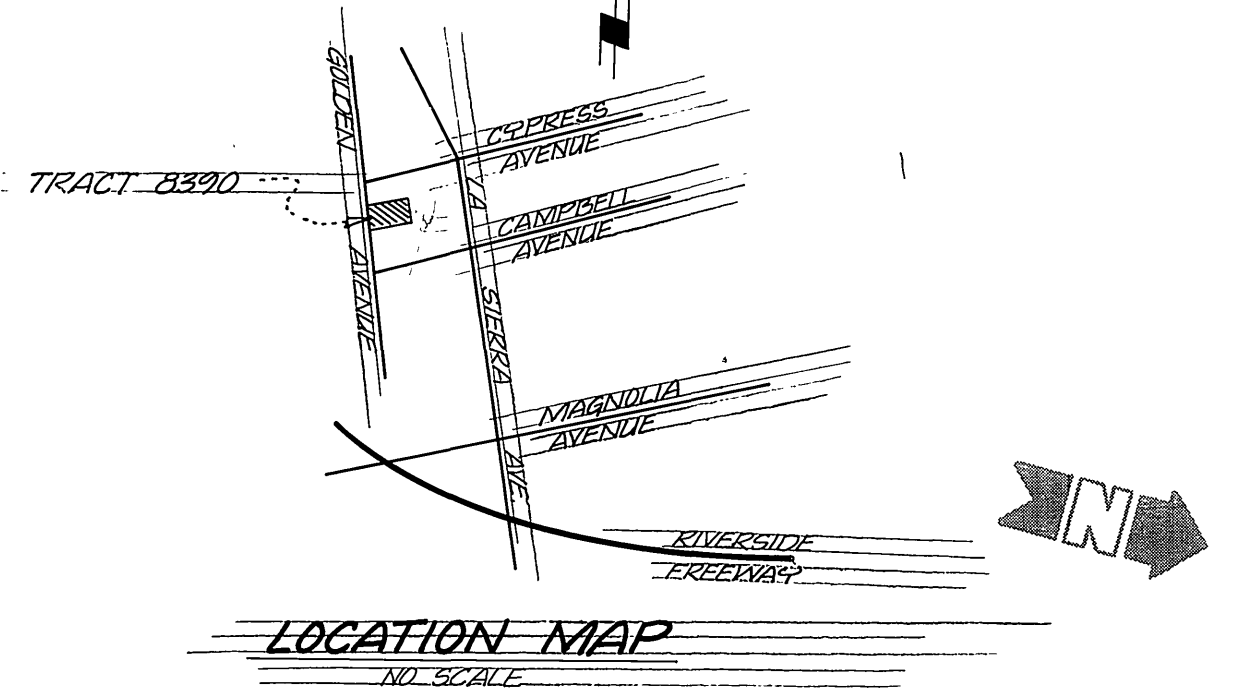 GOLDEN AVENUE
CYPRESS
AVENUE
TRACT 8390
LA SIERRA AVE.
CAMPBELL
AVENUE
MAGNOLIA
AVENUE
N
RIVERSIDE
FREEWAY
LOCATION MAP
NO SCALE